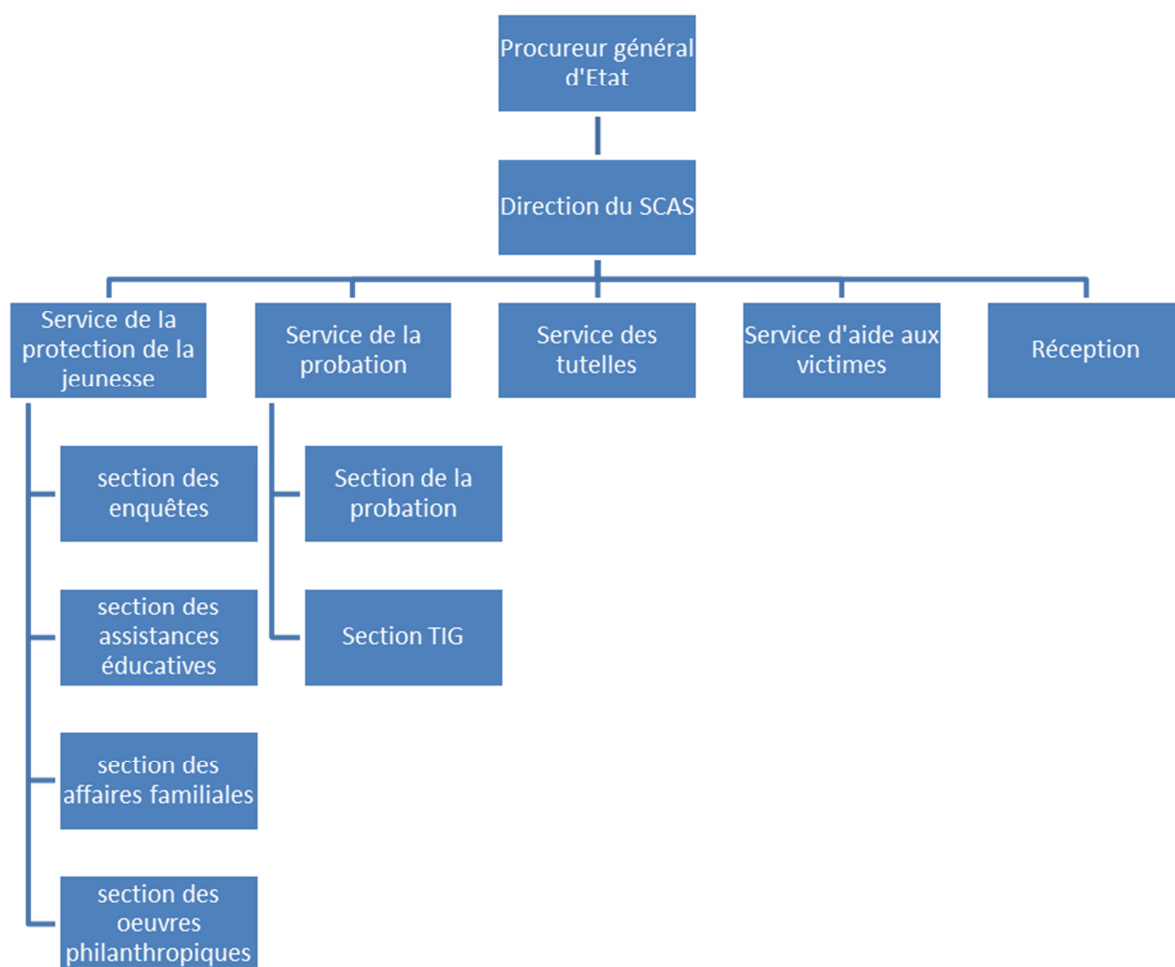 Procureur général
d'Etat
Direction du SCAS
Service de la
protection de la
jeunesse
Service de la
probation
Service des
tutelles
Service d'aide aux
victimes
Réception
section des
enquêtes
Section de la
probation
section des
assistances
éducatives
Section TIG
section des
affaires familiales
section des
oeuvres
philanthropiques